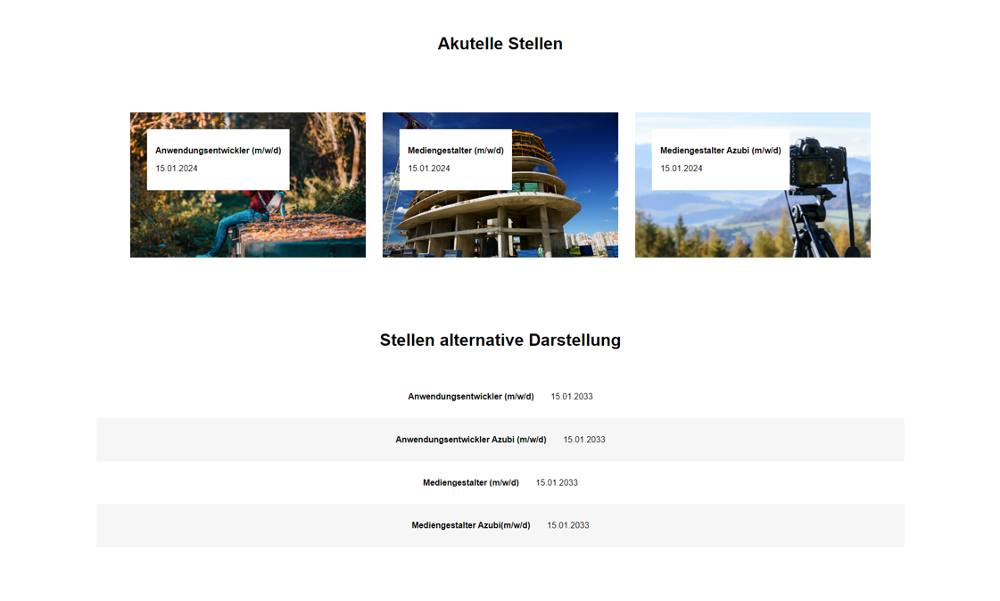 Akutelle Stellen
Anwendungsentwickler (m/w/d)
15.01.2024
Mediengestalter (m/w/d)
15.01.2024
Mediengestalter Azubi (m/w/d)
15.01.2024
Stellen alternative Darstellung
Anwendungsentwickler (m/w/d) 15.01.2033
Anwendungsentwickler Azubi (m/w/d) 15.01.2033
Mediengestalter (m/w/d) 15.01.2033
Mediengestalter Azubi(m/w/d) 15.01.2033